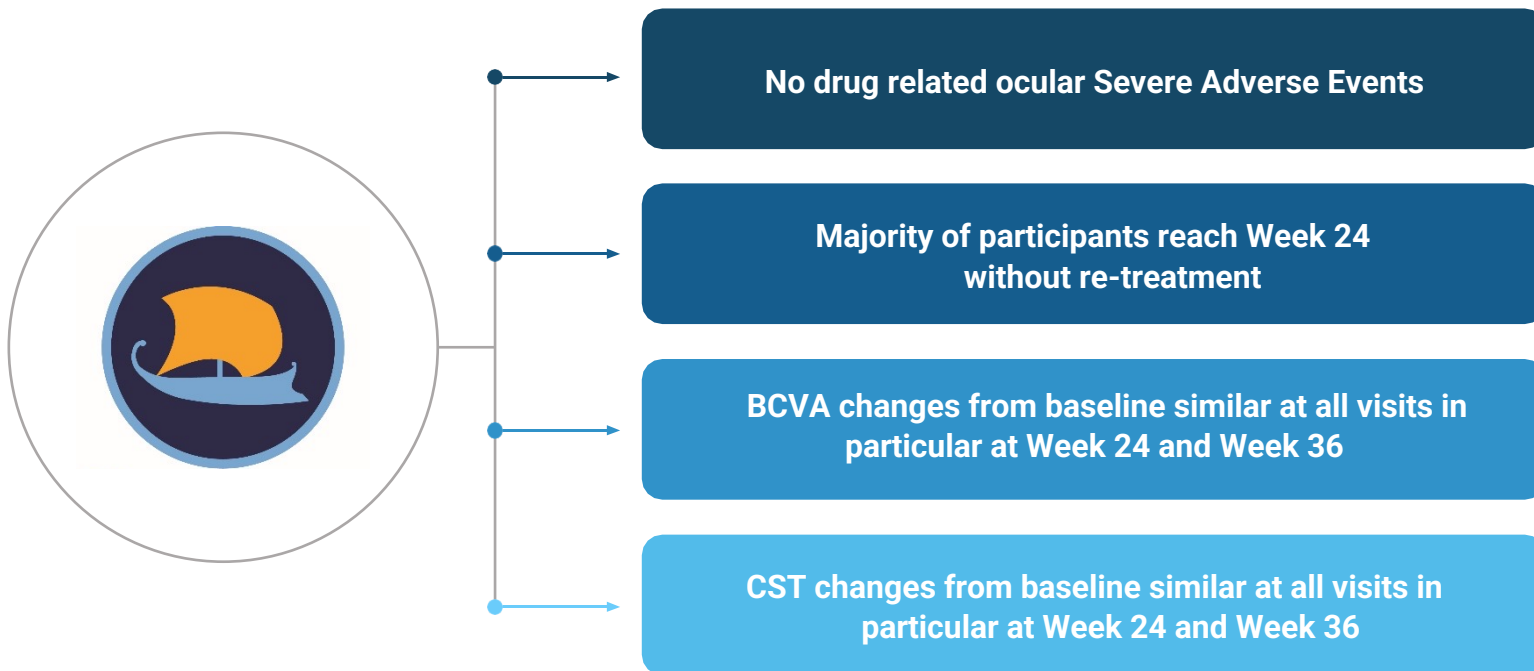 No drug related ocular Severe Adverse Events
Majority of participants reach Week 24
without re-treatment
BCVA changes from baseline similar at all visits in
particular at Week 24 and Week 36
CST changes from baseline similar at all visits in
particular at Week 24 and Week 36